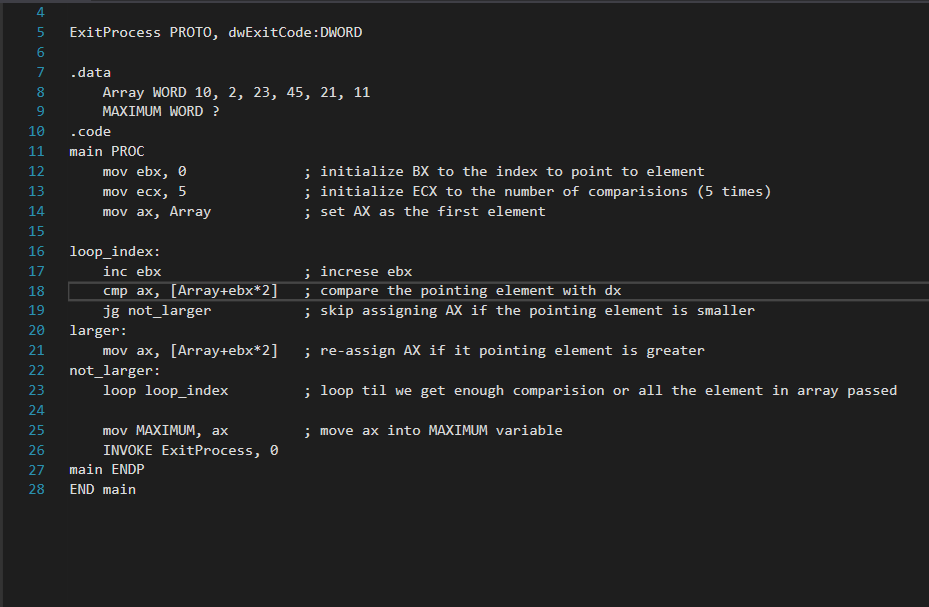 4
5 ExitProcess PROTO, dwExitCode:DWORD
6
7 .data
8 Array WORD 10, 2, 23, 45, 21, 11
9 MAXIMUM WORD ?
10 .code
11 main PROC
12 mov ebx, 0 ; initialize BX to the index to point to element
13 mov ecx, 5 ; initialize ECX to the number of comparisions (5 times)
14 mov ax, Array ; set AX as the first element
15
16 loop_index:
17 inc ebx ; increse ebx
18 cmp ax, [Array+ebx*2] ; compare the pointing element with dx
19 jg not_larger ; skip assigning AX if the pointing element is smaller
20 larger:
21 mov ax, [Array+ebx*2] ; re-assign AX if it pointing element is greater
22 not_larger:
23 loop loop_index ; loop til we get enough comparision or all the element in array passed
24
25 mov MAXIMUM, ax ; move ax into MAXIMUM variable
26 INVOKE ExitProcess, 0
27 main ENDP
28 END main